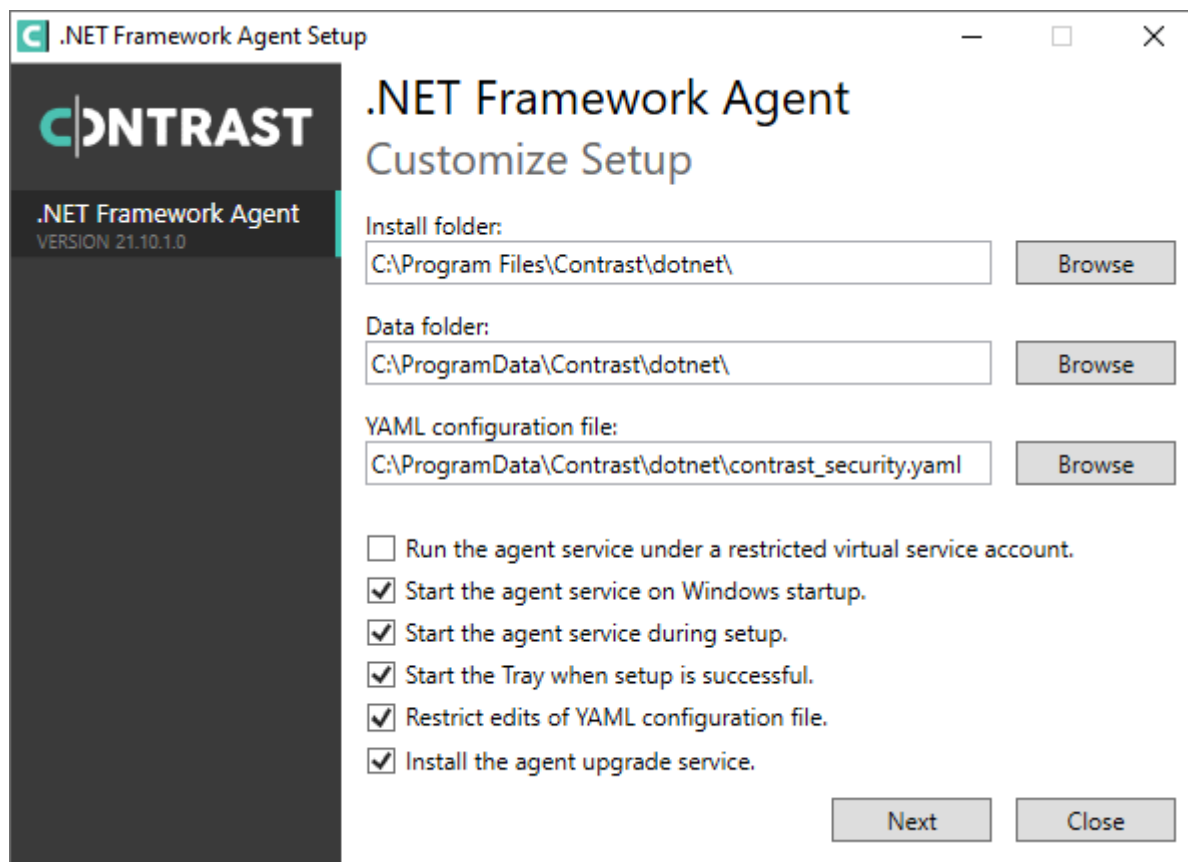 .NET Framework Agent Setup
CONTRAST
.NET Framework Agent
VERSION 21.10.1.0
.NET Framework Agent
Customize Setup
Install folder:
C:\Program Files\Contrast\dotnet\
Browse
Data folder:
C:\ProgramData\Contrast\dotnet\
Browse
YAML configuration file:
C:\ProgramData\Contrast\dotnet\contrast_security.yaml
Browse
Run the agent service under a restricted virtual service account.
Start the agent service on Windows startup.
Start the agent service during setup.
Start the Tray when setup is successful.
Restrict edits of YAML configuration file.
Install the agent upgrade service.
Next
Close